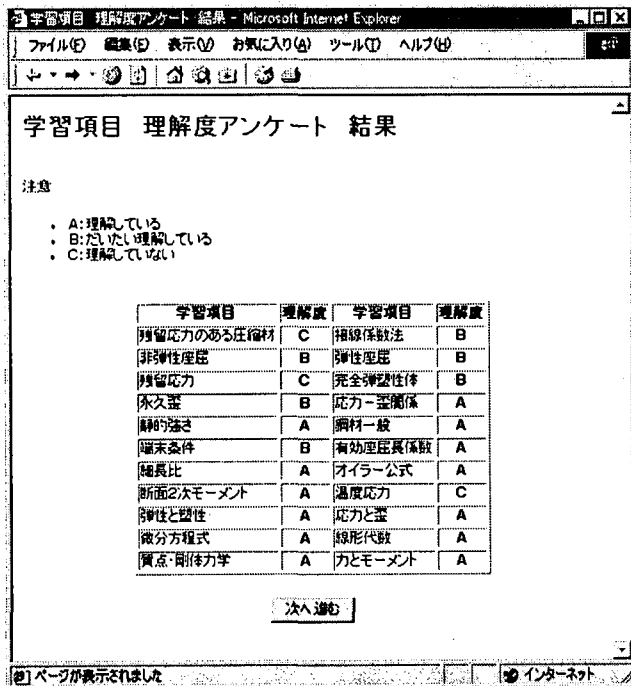 学習項目 理解度アンケート 結果 - Microsoft Internet Explorer
ファイル(F) 編集(E) 表示(V) お気に入り(A) ツール(T) ヘルプ(H)
学習項目 理解度アンケート 結果
注意
・ A:理解している
・ B:だいたい理解している
・ C:理解していない
学習項目 理解度 学習項目 理解度
残留応力のある圧縮材 C 接線係数法 B
非弾性座屈 B 弾性座屈 B
残留応力 C 完全弾塑性体 B
永久歪 B 応力-歪関係 A
静的強さ A 鋼材一般 A
端末条件 B 有効座屈長係数 A
細長比 A オイラー公式 A
断面2次モーメント A 温度応力 C
弾性と塑性 A 応力と歪 A
微分方程式 A 線形代数 A
質点・剛体力学 A 力とモーメント A
次へ進む
ページが表示されました インターネット